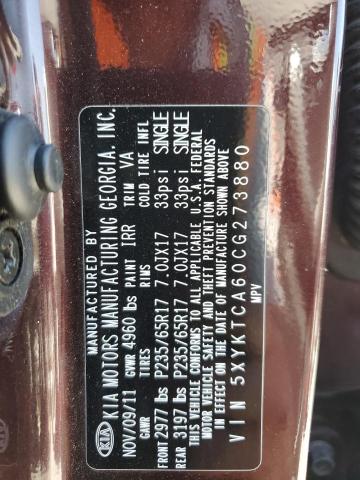 MANUFACTURED BY
KIA KIA MOTORS MANUFACTURING GEORGIA, INC.
NOV/09/11 GVWR 4960 lbs PAINT IRR TRIM VA
GAWR TIRES RIMS COLD TIRE INFL
FRONT 2977 lbs P235/65R17 7.0JX17 33psi SINGLE
REAR 3197 lbs P235/65R17 7.0JX17 33psi SINGLE
THIS VEHICLE CONFORMS TO ALL APPLICABLE U.S.A. FEDERAL
MOTOR VEHICLE SAFETY AND THEFT PREVENTION STANDARDS
IN EFFECT ON THE DATE OF MANUFACTURE SHOWN ABOVE
VIN 5XYKTCA60CG273880
MPV